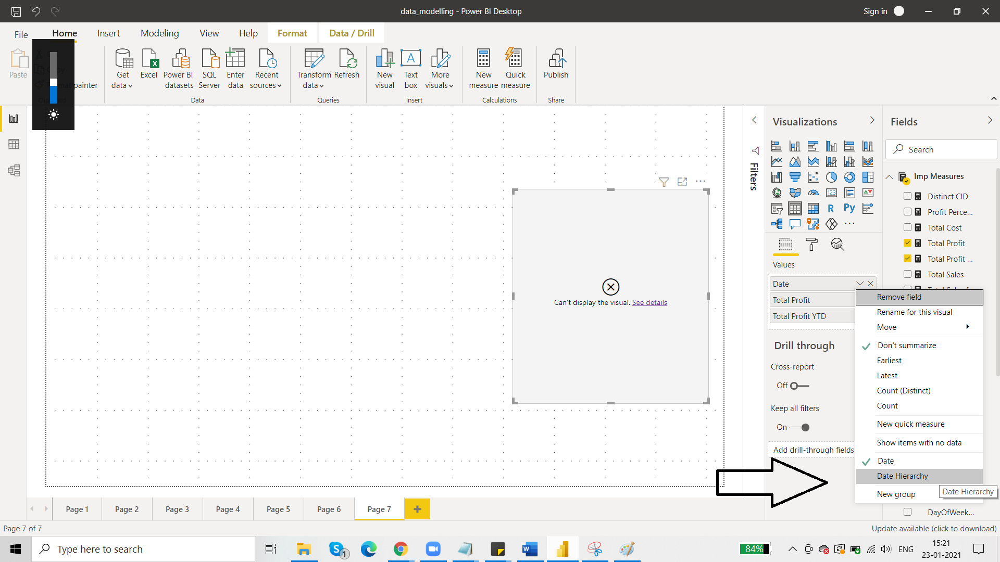 data_modelling - Power BI Desktop
Sign in
File
Home
Insert
Modeling
View
Help
Format
Data / Drill
Paste
painter
Get data
Excel
Power BI datasets
SQL Server
Enter data
Recent sources
Data
Transform data
Refresh
Queries
New visual
Text box
More visuals
Insert
New measure
Quick measure
Calculations
Publish
Share
Filters
Can't display the visual. See details
Visualizations
123
R
Py
Values
Date
Total Profit
Total Profit YTD
Drill through
Cross-report
Off
Keep all filters
On
Add drill-through fields
Fields
Search
Imp Measures
Distinct CID
Profit Perce...
Total Cost
Total Profit
Total Profit ...
Total Sales
Remove field
Rename for this visual
Move
Don't summarize
Earliest
Latest
Count (Distinct)
Count
New quick measure
Show items with no data
Date
Date Hierarchy
New group
Date Hierarchy
DayOfWeek...
Page 1
Page 2
Page 3
Page 4
Page 5
Page 6
Page 7
Page 7 of 7
Update available (click to download)
Type here to search
1
84%
ENG
15:21
23-01-2021